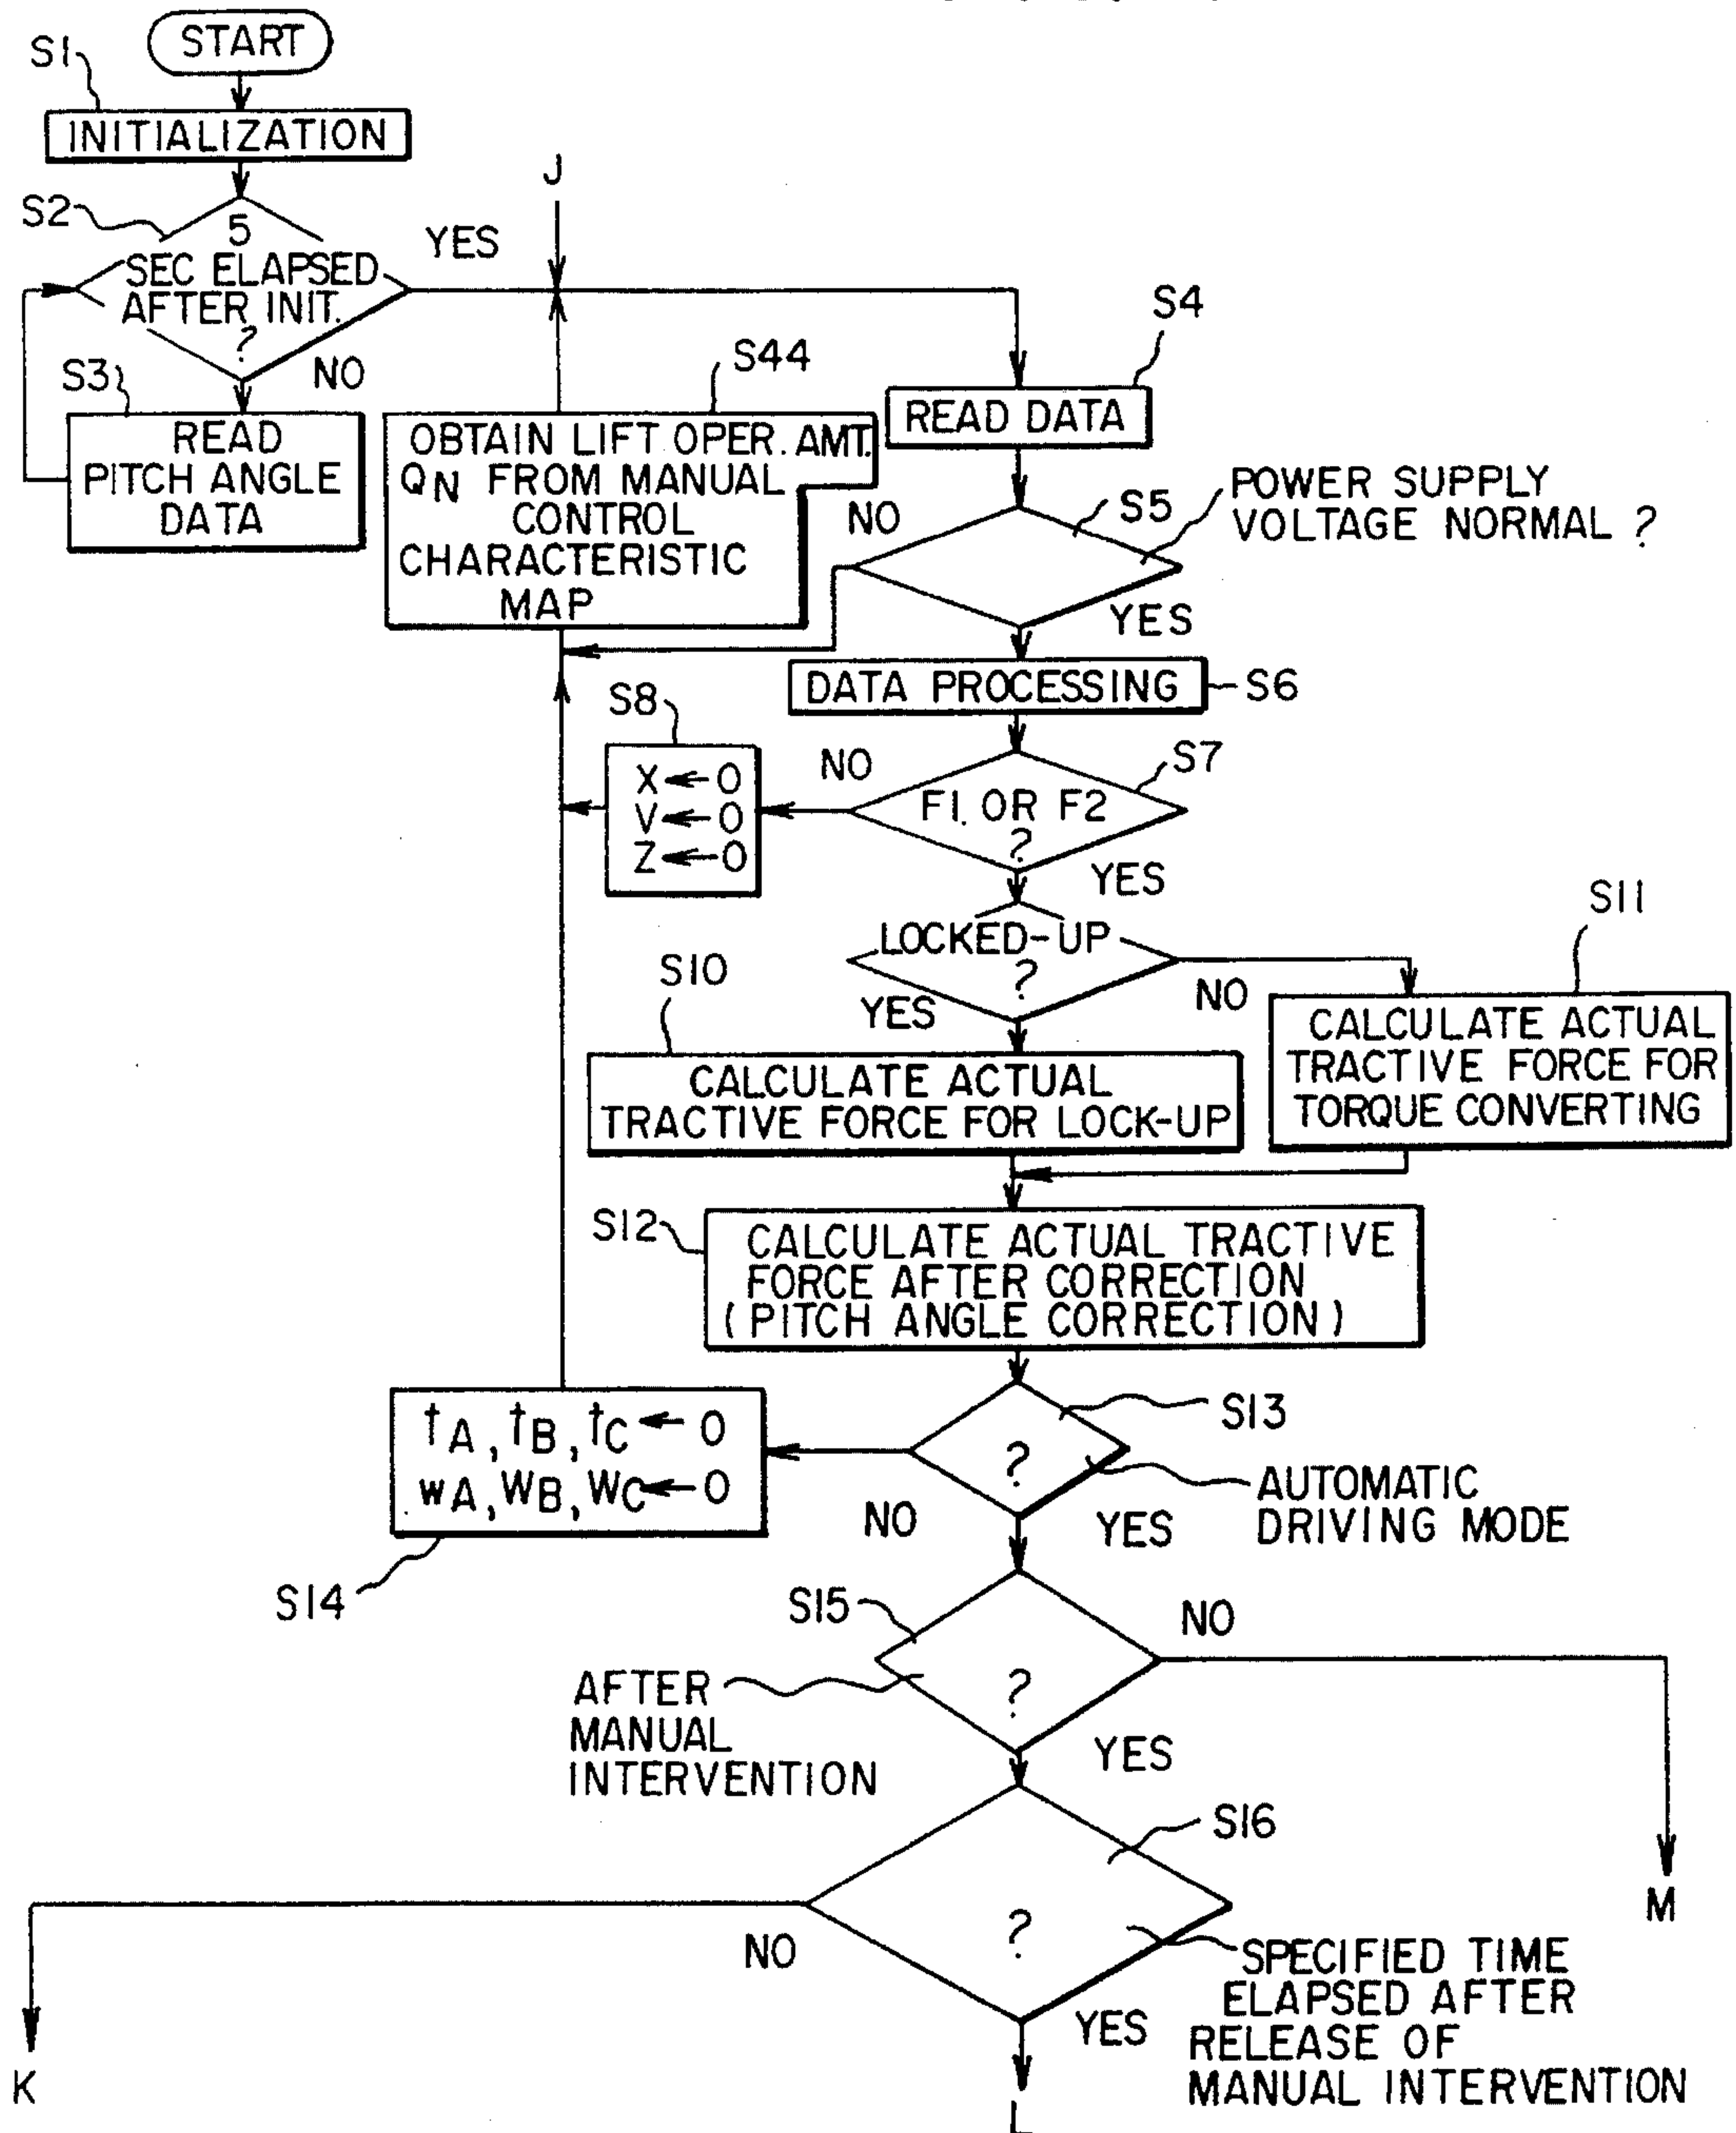 START
S1
INITIALIZATION
J
S2
5
SEC ELAPSED
AFTER INIT.
?
YES
NO
S3
READ
PITCH ANGLE
DATA
S44
OBTAIN LIFT. OPER. AMT.
QN FROM MANUAL
CONTROL
CHARACTERISTIC
MAP
S4
READ DATA
S5
POWER SUPPLY
VOLTAGE NORMAL ?
NO
YES
DATA PROCESSING
S6
S8
X ← 0
V ← 0
Z ← 0
NO
S7
F1. OR F2
?
YES
LOCKED-UP
?
S10
YES
NO
S11
CALCULATE ACTUAL
TRACTIVE FORCE FOR LOCK-UP
CALCULATE ACTUAL
TRACTIVE FORCE FOR
TORQUE CONVERTING
S12
CALCULATE ACTUAL TRACTIVE
FORCE AFTER CORRECTION
( PITCH ANGLE CORRECTION )
S13
?
AUTOMATIC
DRIVING MODE
NO
YES
tA, tB, tC ← 0
wA, WB, WC ← 0
S14
S15
?
NO
AFTER
MANUAL
INTERVENTION
YES
S16
?
M
NO
SPECIFIED TIME
ELAPSED AFTER
RELEASE OF
MANUAL INTERVENTION
YES
K
L